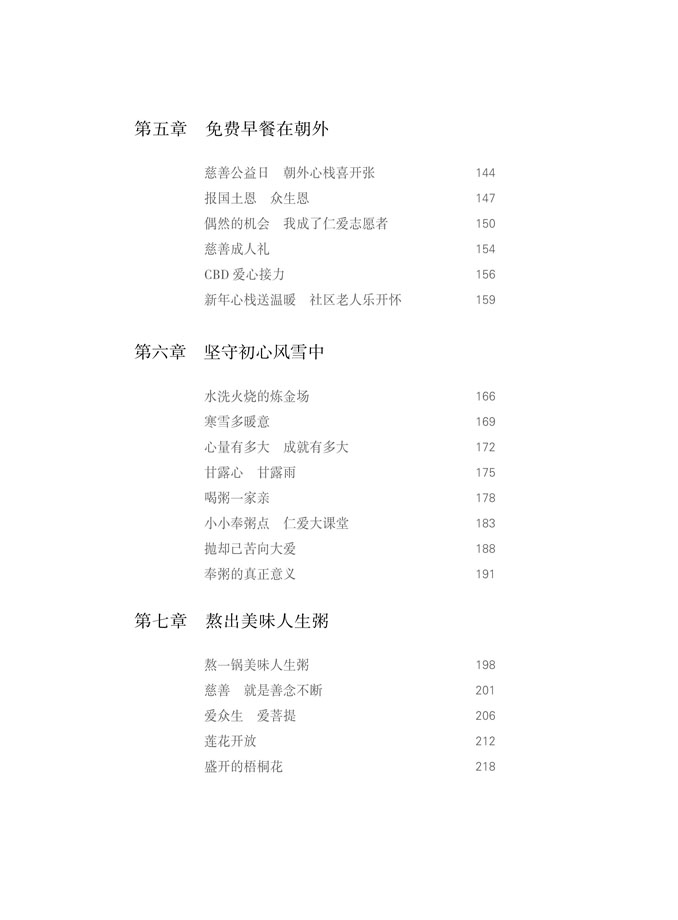 第五章　免费早餐在朝外
慈善公益日　朝外心栈喜开张 144
报国土恩　众生恩 147
偶然的机会　我成了仁爱志愿者 150
慈善成人礼 154
CBD 爱心接力 156
新年心栈送温暖　社区老人乐开怀 159
第六章　坚守初心风雪中
水洗火烧的炼金场 166
寒雪多暖意 169
心量有多大　成就有多大 172
甘露心　甘露雨 175
喝粥一家亲 178
小小奉粥点　仁爱大课堂 183
抛却己苦向大爱 188
奉粥的真正意义 191
第七章　熬出美味人生粥
熬一锅美味人生粥 198
慈善　就是善念不断 201
爱众生　爱菩提 206
莲花开放 212
盛开的梧桐花 218